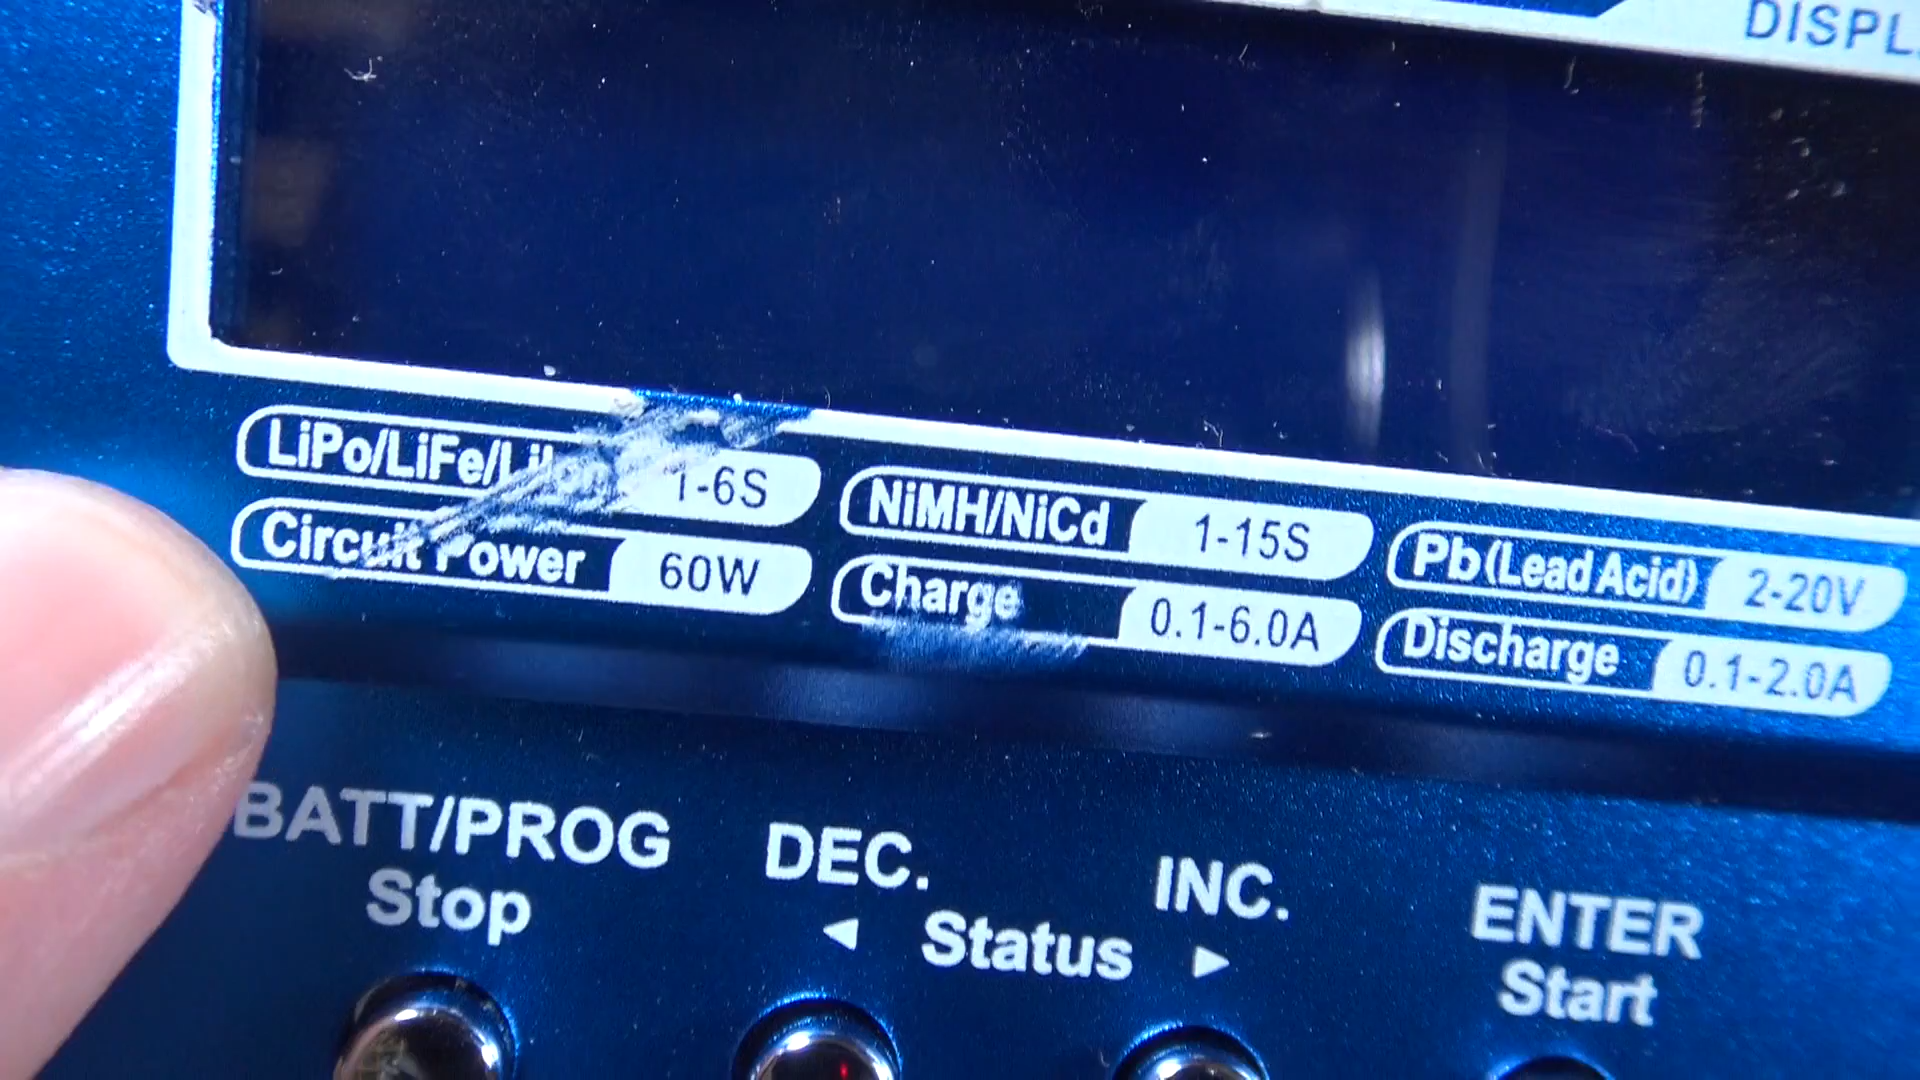 DISPL
LiPo/LiFe/Li 1-6S
NiMH/NiCd 1-15S
Pb(Lead Acid) 2-20V
Circuit Power 60W
Charge 0.1-6.0A
Discharge 0.1-2.0A
BATT/PROG
Stop
DEC.
INC.
◄ Status ►
ENTER
Start